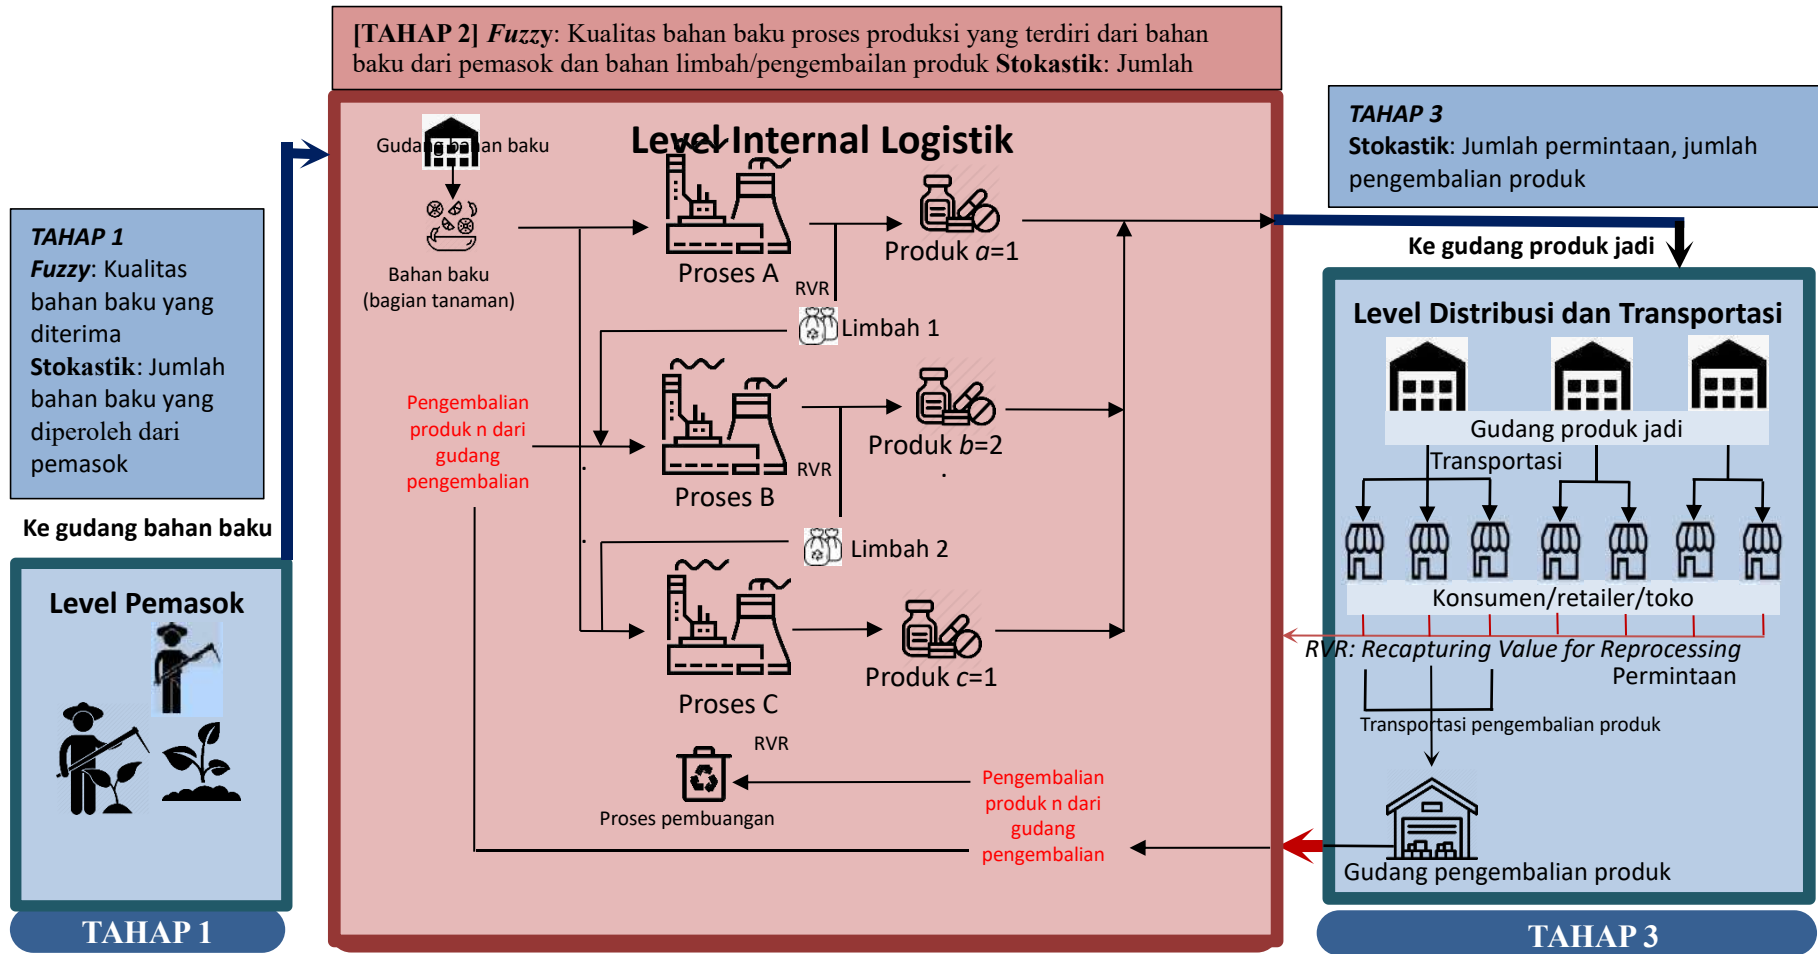 [TAHAP 2] Fuzzy: Kualitas bahan baku proses produksi yang terdiri dari bahan
baku dari pemasok dan bahan limbah/pengembailan produk Stokastik: Jumlah
TAHAP 1
Fuzzy: Kualitas
bahan baku yang
diterima
Stokastik: Jumlah
bahan baku yang
diperoleh dari
pemasok
Ke gudang bahan baku
Level Pemasok
TAHAP 1
Level Internal Logistik
Gudang bahan baku
Bahan baku
(bagian tanaman)
Proses A
Produk a=1
RVR
Limbah 1
Pengembalian
produk n dari
gudang
pengembalian
Proses B
Produk b=2
RVR
.
.
.
Limbah 2
Proses C
Produk c=1
RVR
Proses pembuangan
Pengembalian
produk n dari
gudang
pengembalian
TAHAP 3
Stokastik: Jumlah permintaan, jumlah
pengembalian produk
Ke gudang produk jadi
Level Distribusi dan Transportasi
Gudang produk jadi
Transportasi
Konsumen/retailer/toko
RVR: Recapturing Value for Reprocessing
Permintaan
Transportasi pengembalian produk
Gudang pengembalian produk
TAHAP 3